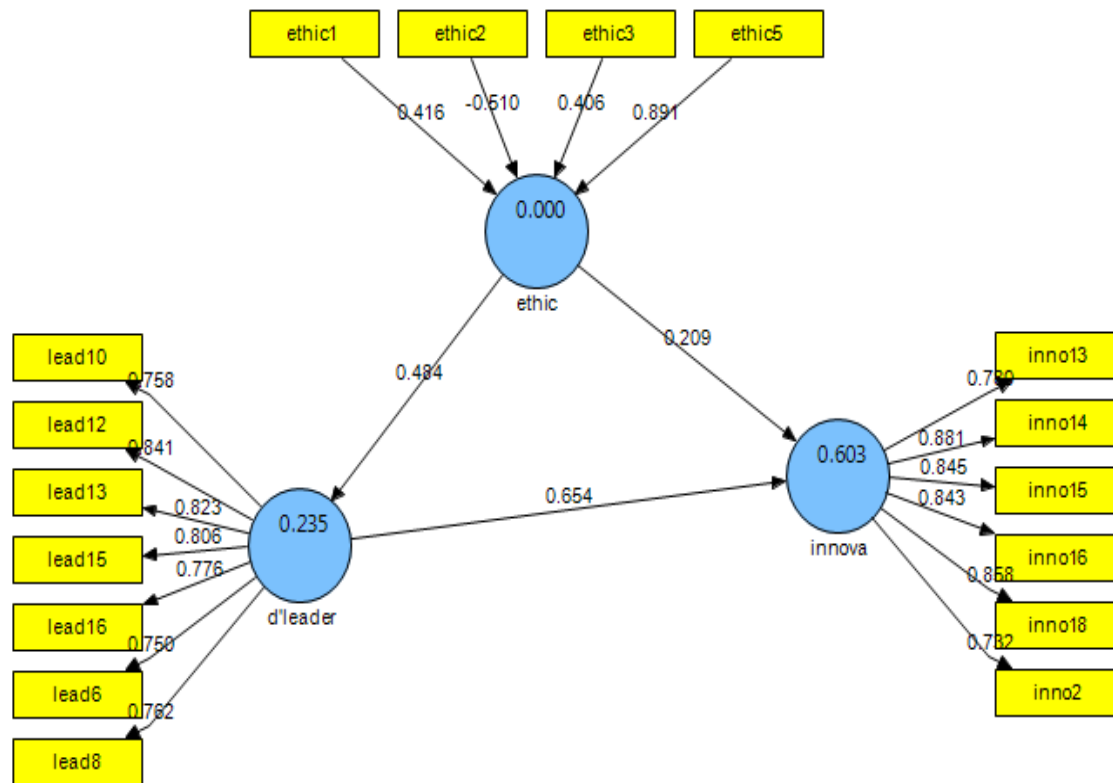 ethic1
ethic2
ethic3
ethic5
0.416
-0.510
0.406
0.891
0.000
ethic
0.484
0.209
lead10
0.758
lead12
0.841
lead13
0.823
lead15
0.806
lead16
0.776
lead6
0.750
lead8
0.762
0.235
d'leader
0.654
0.603
innova
inno13
inno14
0.881
inno15
0.845
inno16
0.843
inno18
0.858
inno2
0.732